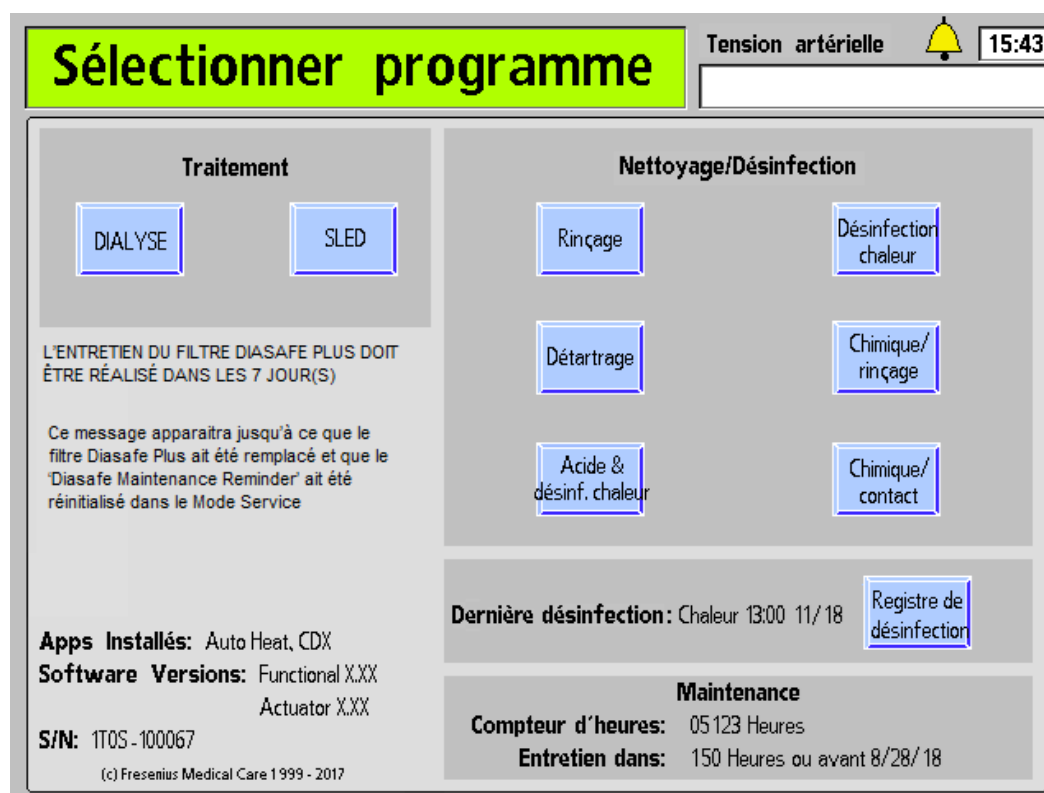 Sélectionner programme
Tension artérielle
15:43
Traitement
DIALYSE
SLED
L'ENTRETIEN DU FILTRE DIASAFE PLUS DOIT
ÊTRE RÉALISÉ DANS LES 7 JOUR(S)
Ce message apparaitra jusqu'à ce que le
filtre Diasafe Plus ait été remplacé et que le
'Diasafe Maintenance Reminder' ait été
réinitialisé dans le Mode Service
Apps Installés: Auto Heat, CDX
Software Versions: Functional X.XX
Actuator X.XX
S/N: 1T0S-100067
(c) Fresenius Medical Care 1999 - 2017
Nettoyage/Désinfection
Rinçage
Désinfection
chaleur
Détartrage
Chimique/
rinçage
Acide &
désinf. chaleur
Chimique/
contact
Dernière désinfection: Chaleur 13:00 11/18
Registre de
désinfection
Maintenance
Compteur d'heures: 05123 Heures
Entretien dans: 150 Heures ou avant 8/28/18